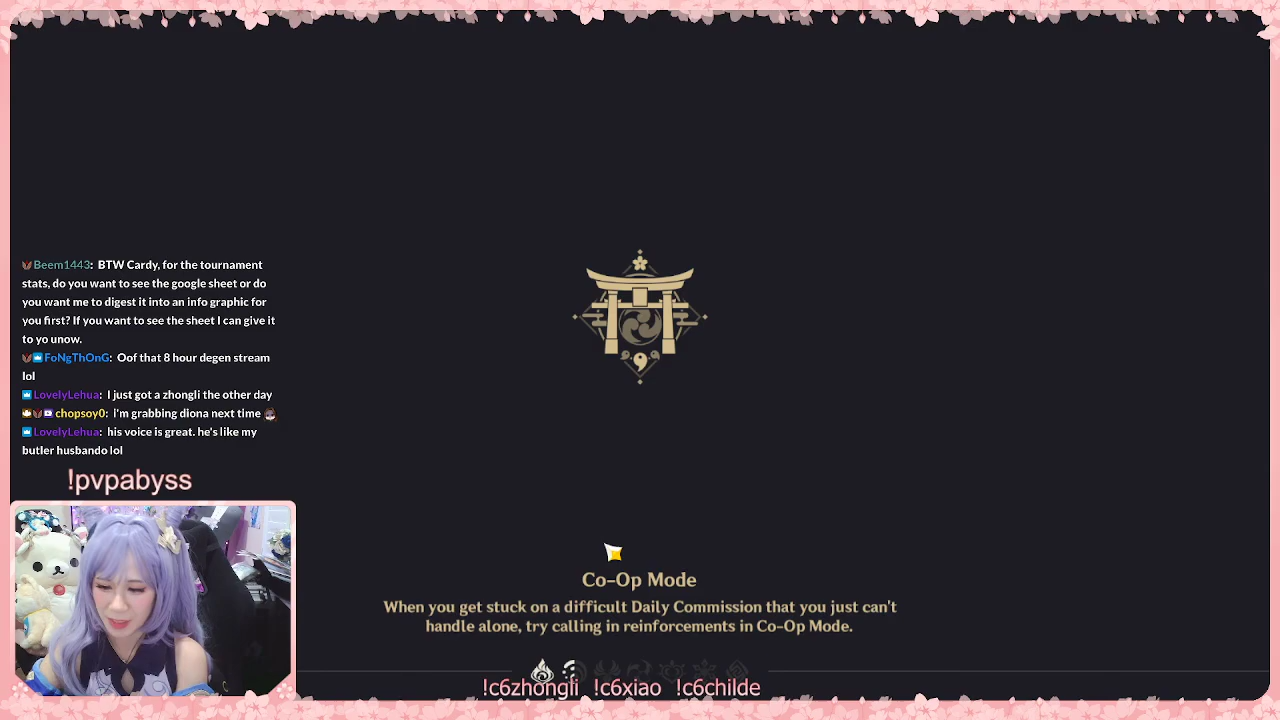 Beem1443: BTW Cardy, for the tournament
stats, do you want to see the google sheet or do
you want me to digest it into an info graphic for
you first? If you want to see the sheet I can give it
to yo unow.
FoNgThOnG: Oof that 8 hour degen stream
lol
LovelyLehua: I just got a zhongli the other day
chopsoy0: i'm grabbing diona next time
LovelyLehua: his voice is great. he's like my
butler husbando lol
!pvpabyss
Co-Op Mode
When you get stuck on a difficult Daily Commission that you just can't
handle alone, try calling in reinforcements in Co-Op Mode.
!c6zhongli !c6xiao !c6childe